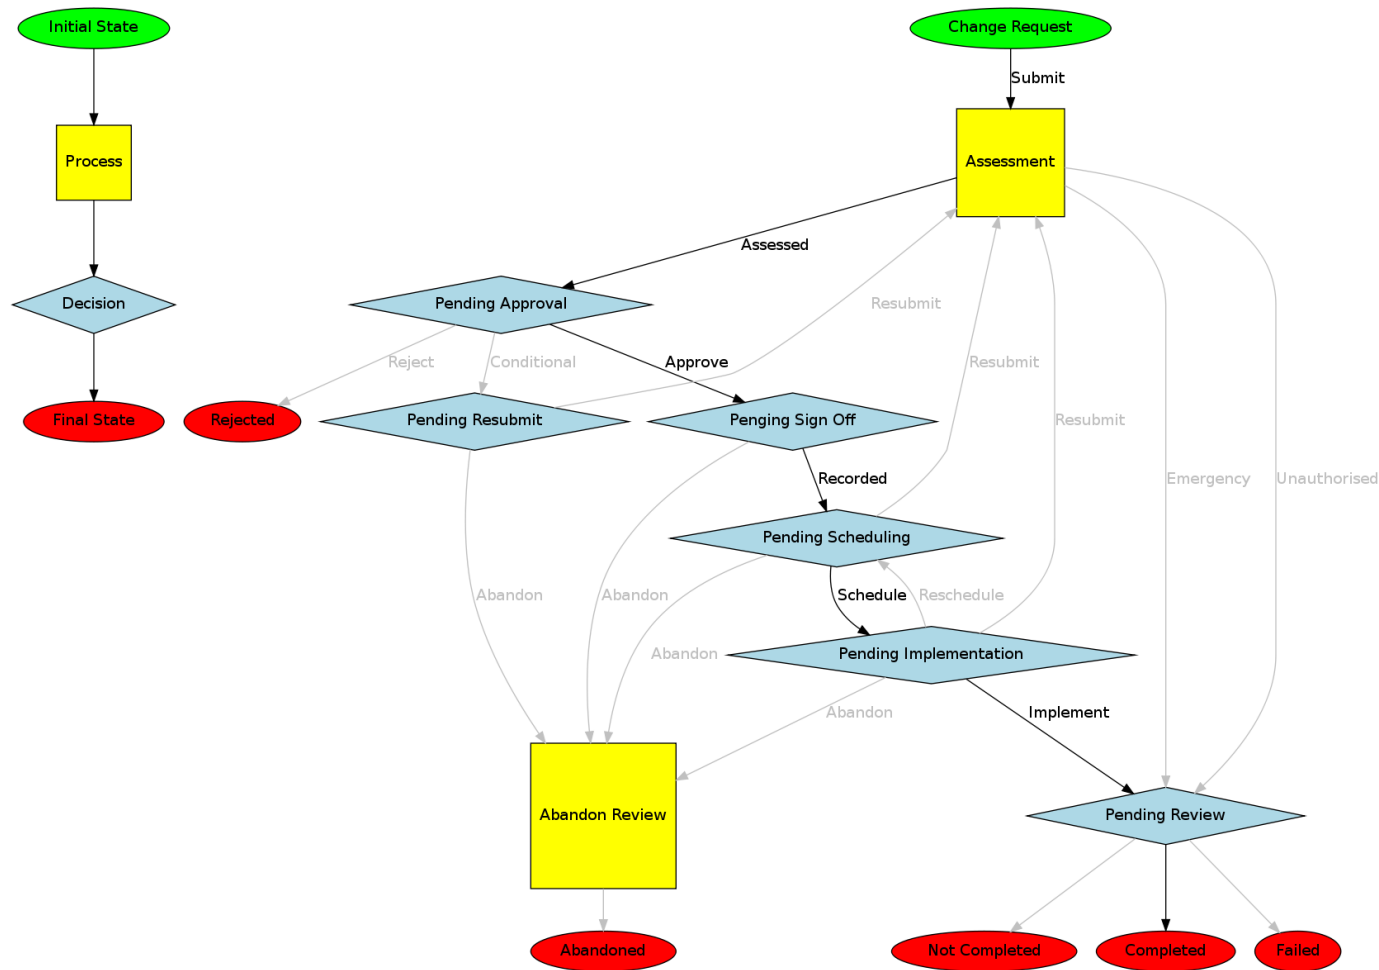 Initial State
Change Request
Submit
Process
Assessment
Assessed
Decision
Pending Approval
Resubmit
Reject
Conditional
Approve
Resubmit
Final State
Rejected
Pending Resubmit
Penging Sign Off
Resubmit
Recorded
Emergency
Unauthorised
Pending Scheduling
Abandon
Abandon
Schedule
Reschedule
Abandon
Pending Implementation
Abandon
Implement
Abandon Review
Pending Review
Abandoned
Not Completed
Completed
Failed